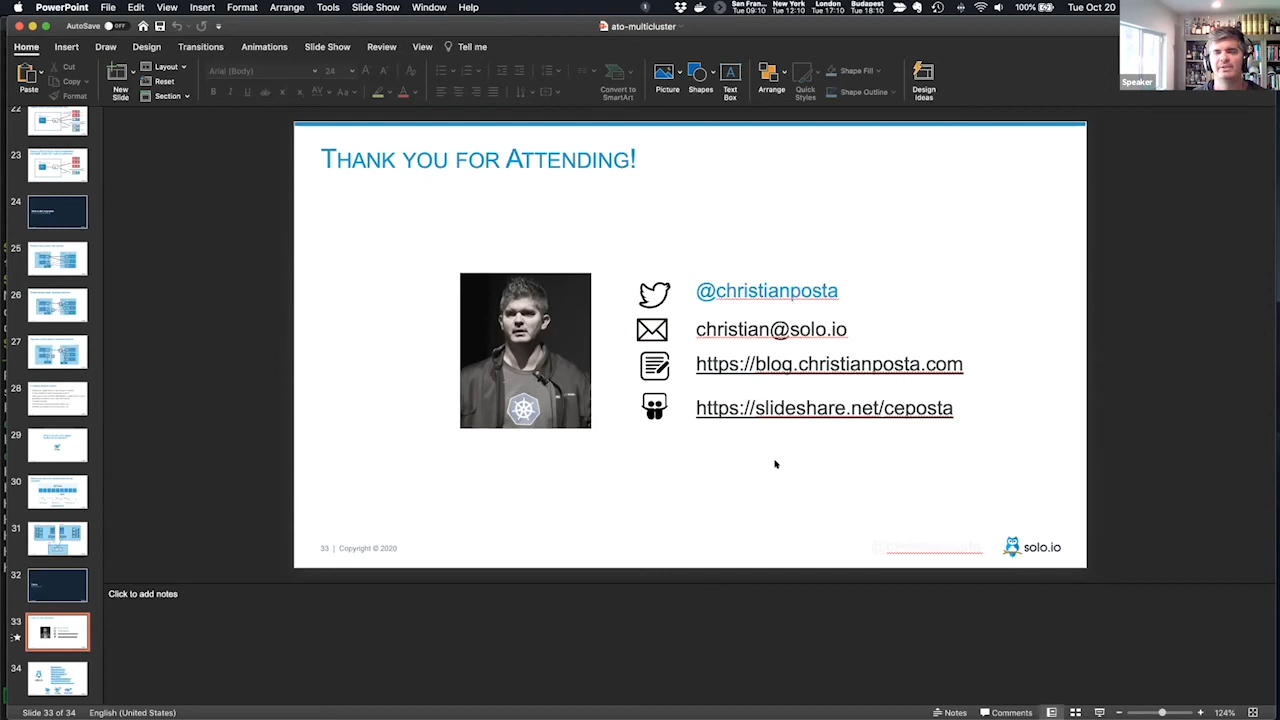 PowerPoint File Edit View Insert Format Arrange Tools Slide Show Window Help
San Fran... New York London Budapest
Tue 09:10 Tue 12:10 Tue 17:10 Tue 18:10
100% Tue Oct 20
AutoSave OFF
ato-multicluster
Home Insert Draw Design Transitions Animations Slide Show Review View Tell me
Paste
Cut
Copy
Format
New
Slide
Layout
Reset
Section
Arial (Body) 24
Convert to
SmartArt
Picture
Shapes
Text
Box
Arrange
Quick
Styles
Shape Fill
Shape Outline
Design
Ideas
Speaker
23
24
25
26
27
28
31
32
33
34
THANK YOU FOR ATTENDING!
@christianposta
christian@solo.io
https://blog.christianposta.com
https://slideshare.net/ceposta
33 | Copyright © 2020
solo.io
Click to add notes
Slide 33 of 34 English (United States)
Notes Comments
124%